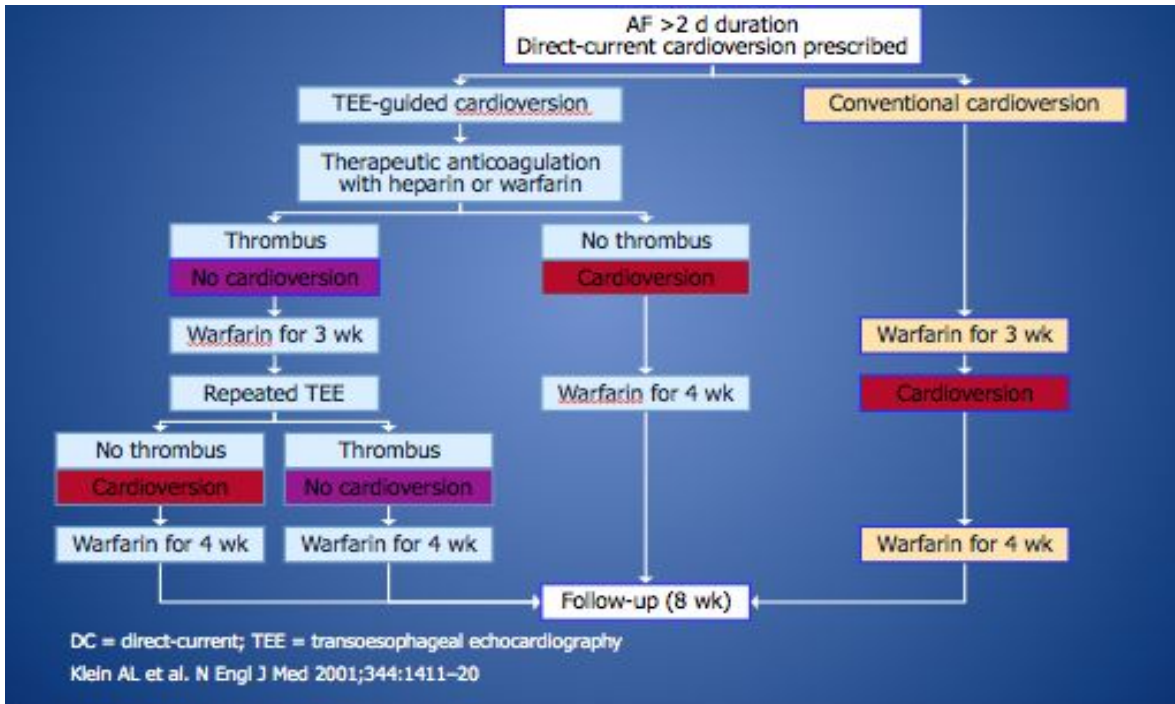 AF >2 d duration
Direct-current cardioversion prescribed
TEE-guided cardioversion
Conventional cardioversion
Therapeutic anticoagulation
with heparin or warfarin
Thrombus
No cardioversion
No thrombus
Cardioversion
Warfarin for 3 wk
Warfarin for 3 wk
Repeated TEE
Warfarin for 4 wk
Cardioversion
No thrombus
Cardioversion
Thrombus
No cardioversion
Warfarin for 4 wk
Warfarin for 4 wk
Warfarin for 4 wk
Follow-up (8 wk)
DC = direct-current; TEE = transoesophageal echocardiography
Klein AL et al. N Engl J Med 2001;344:1411–20